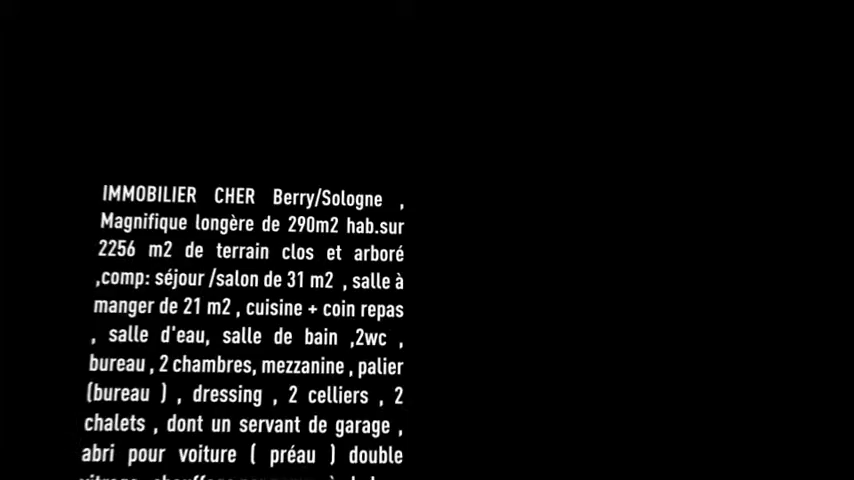 IMMOBILIER CHER Berry/Sologne ,
Magnifique longère de 290m2 hab.sur
2256 m2 de terrain clos et arboré
,comp: séjour /salon de 31 m2 , salle à
manger de 21 m2 , cuisine + coin repas
, salle d'eau, salle de bain ,2wc ,
bureau , 2 chambres, mezzanine , palier
(bureau ) , dressing , 2 celliers , 2
chalets , dont un servant de garage ,
abri pour voiture ( préau ) double